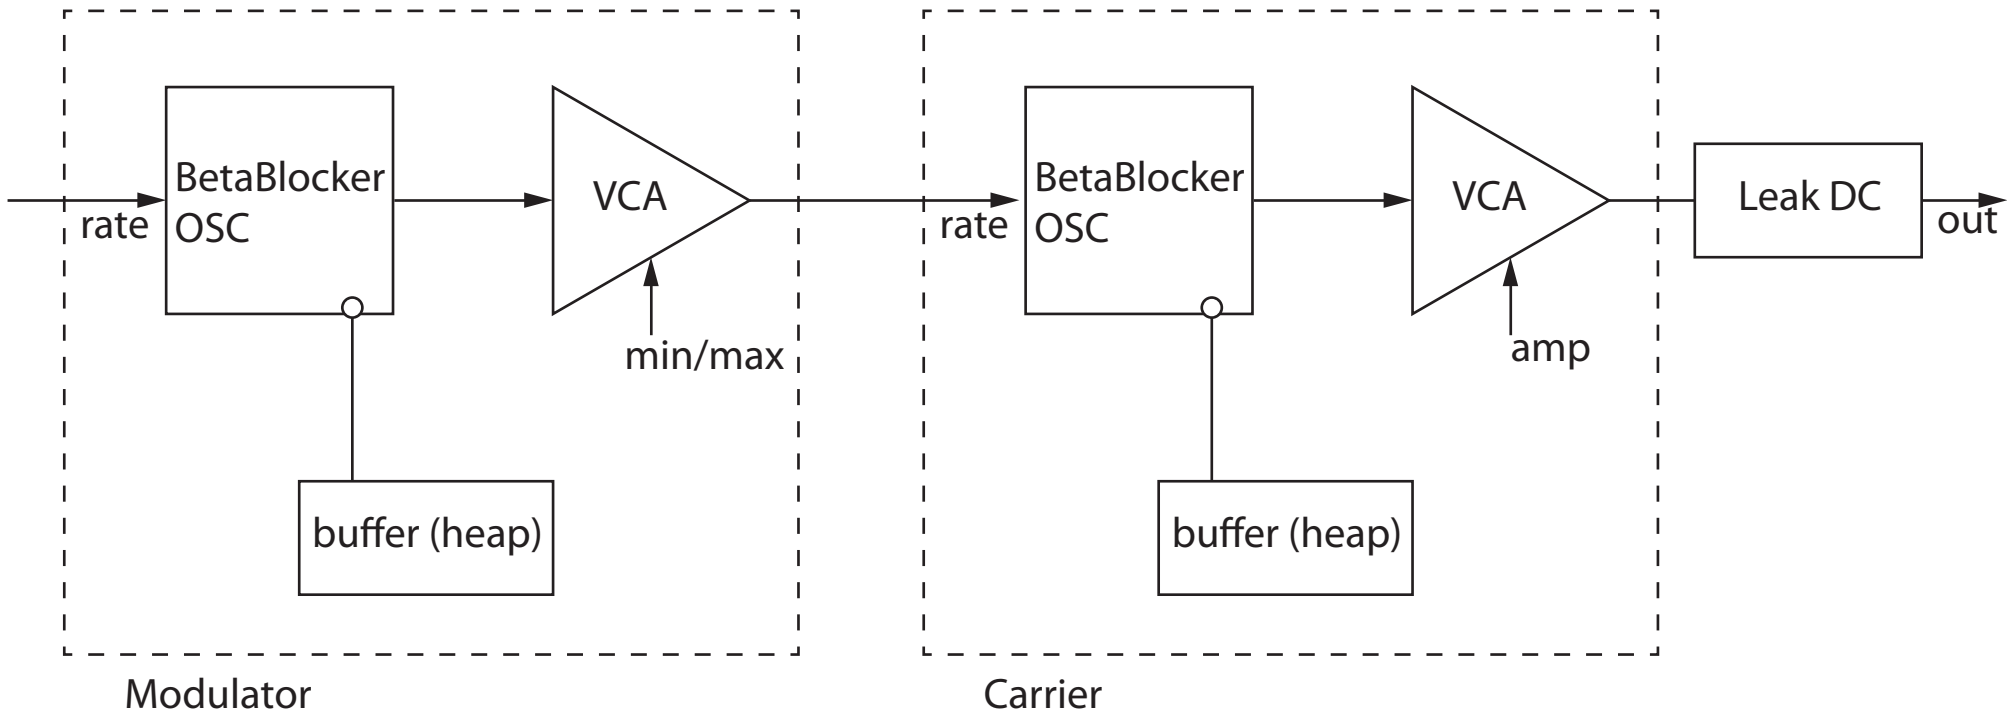 rate
BetaBlocker
OSC
VCA
min/max
buffer (heap)
Modulator
rate
BetaBlocker
OSC
VCA
amp
buffer (heap)
Carrier
Leak DC
out